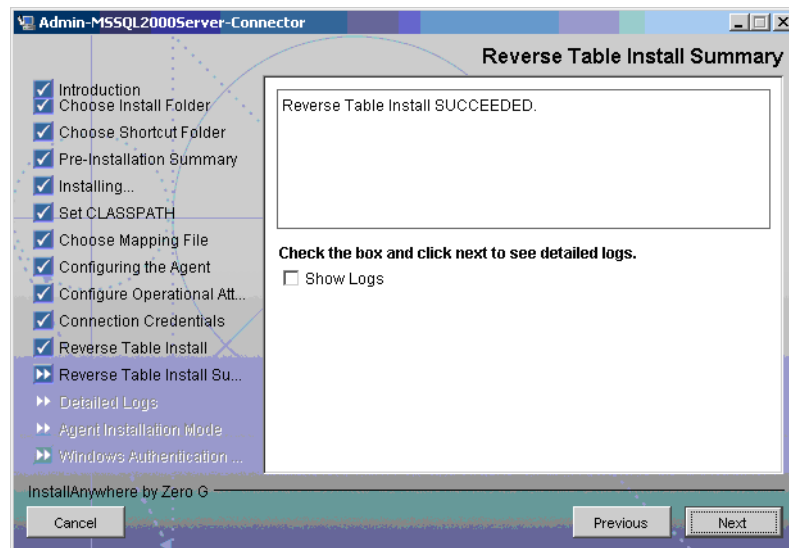 Admin-MSSQL2000Server-Connector
Reverse Table Install Summary
Introduction
Choose Install Folder
Choose Shortcut Folder
Pre-Installation Summary
Installing...
Set CLASSPATH
Choose Mapping File
Configuring the Agent
Configure Operational Att...
Connection Credentials
Reverse Table Install
Reverse Table Install Su...
Detailed Logs
Agent Installation Mode
Windows Authentication ...
Reverse Table Install SUCCEEDED.
Check the box and click next to see detailed logs.
Show Logs
InstallAnywhere by Zero G
Cancel
Previous
Next